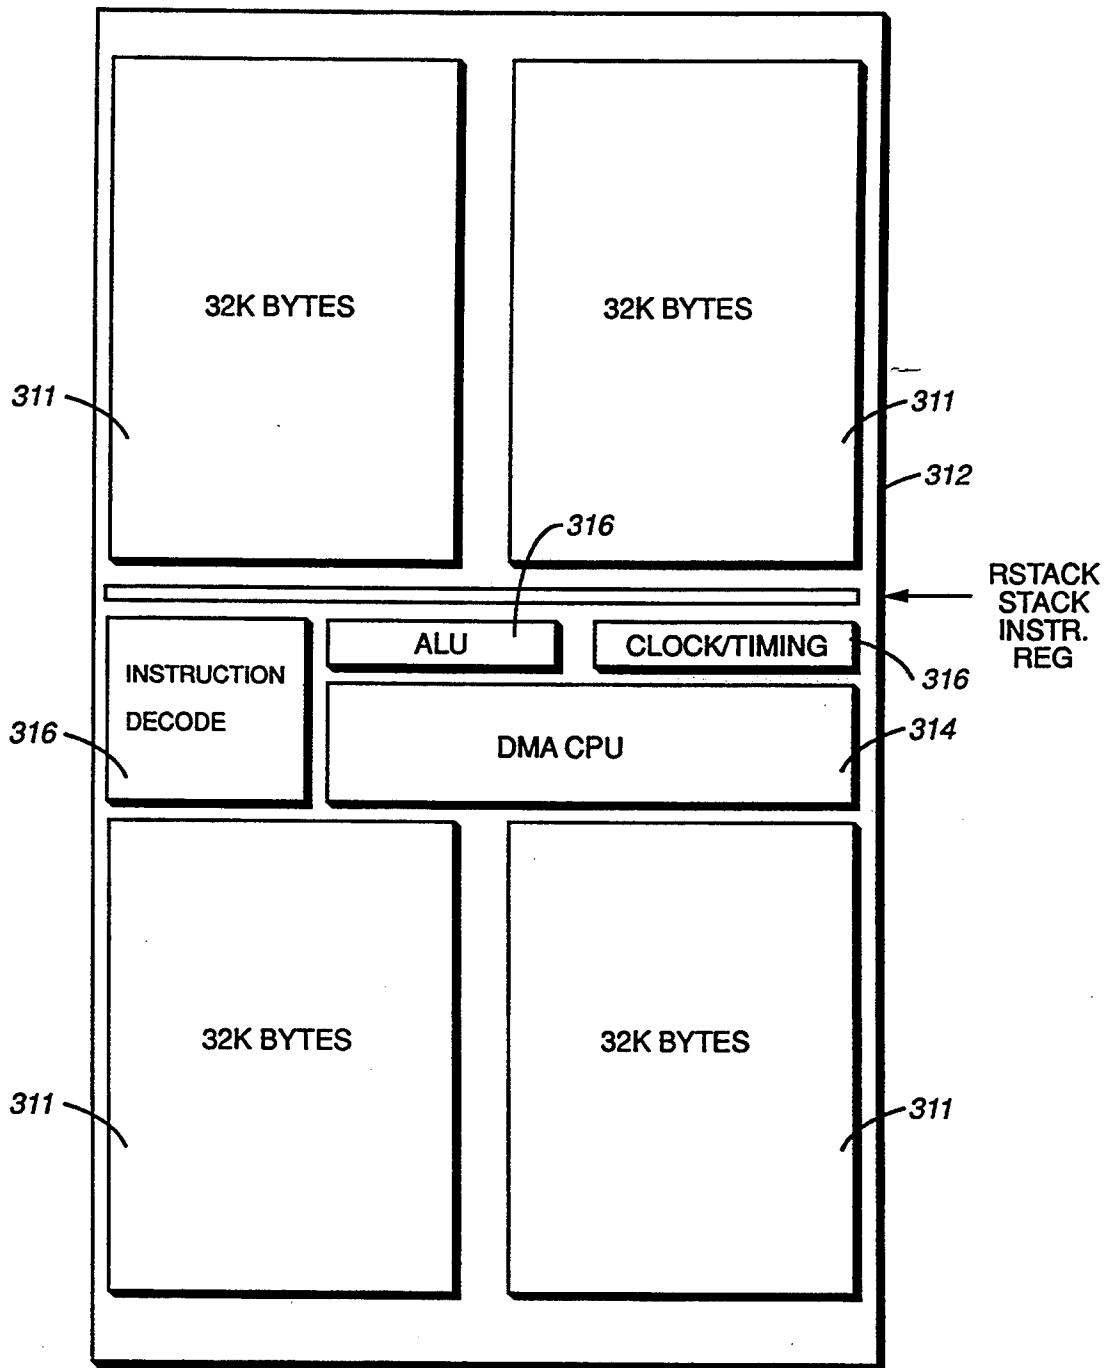 32K BYTES
32K BYTES
311
311
312
316
RSTACK
STACK
INSTR.
REG
ALU
CLOCK/TIMING
316
INSTRUCTION
DECODE
316
DMA CPU
314
32K BYTES
32K BYTES
311
311